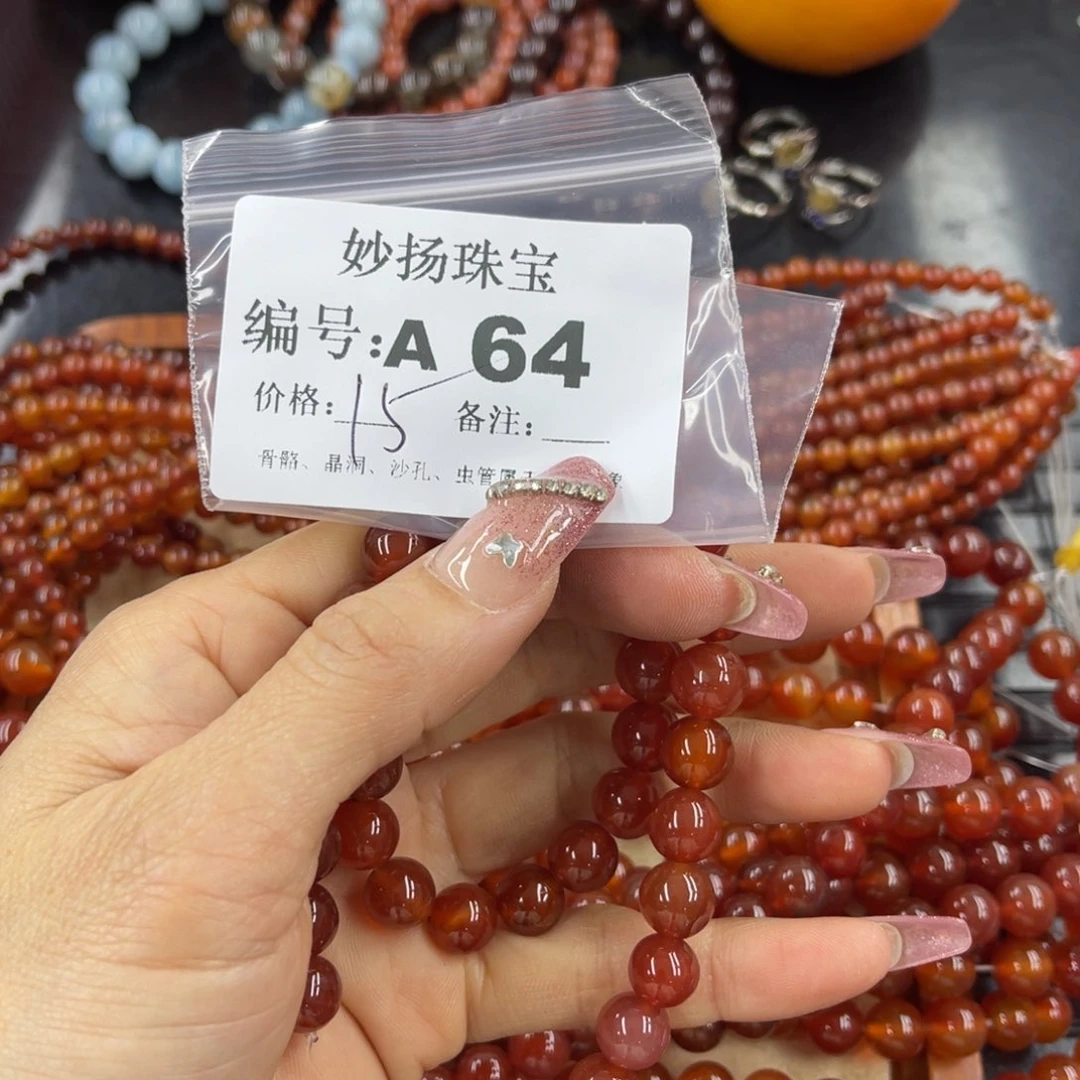 妙扬珠宝
编号:A 64
价格: 15 备注:
骨骼、晶洞、沙孔、虫管属